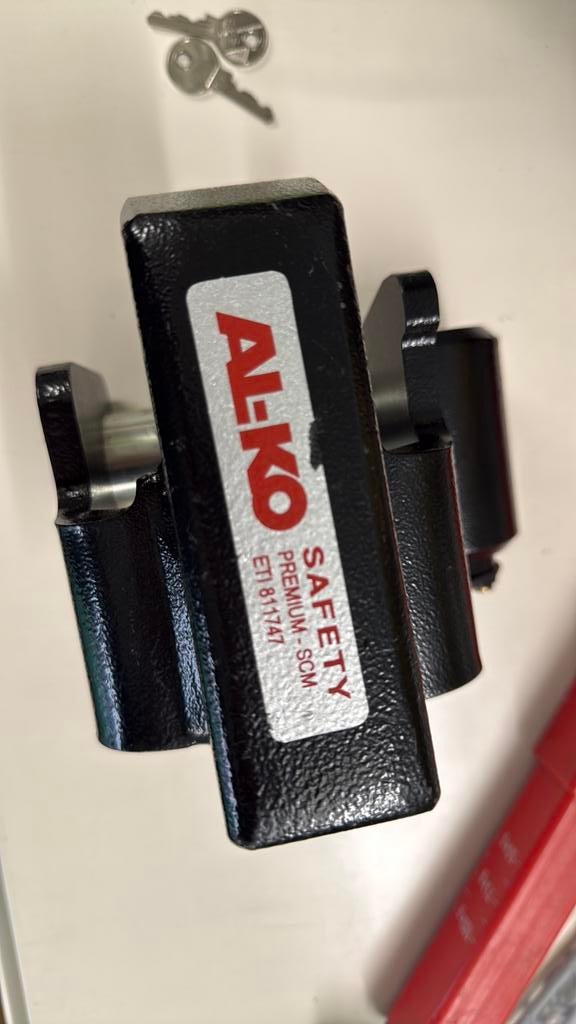 AL-KO
SAFETY
PREMIUM - SCM
ETI 811747